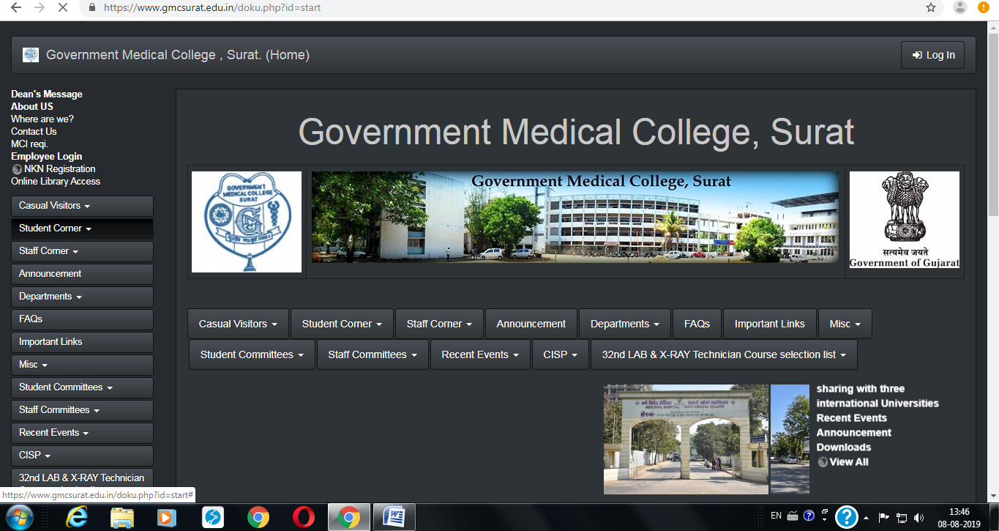 https://www.gmcsurat.edu.in/doku.php?id=start
Government Medical College , Surat. (Home)
Log In
Dean's Message
About US
Where are we?
Contact Us
MCI reqi.
Employee Login
NKN Registration
Online Library Access
Casual Visitors
Student Corner
Staff Corner
Announcement
Departments
FAQs
Important Links
Misc
Student Committees
Staff Committees
Recent Events
CISP
32nd LAB & X-RAY Technician
https://www.gmcsurat.edu.in/doku.php?id=start#
Government Medical College, Surat
GOVERNMENT
MEDICAL COLLEGE
SURAT
Government Medical College, Surat
सत्यमेव जयते
Government of Gujarat
Casual Visitors
Student Corner
Staff Corner
Announcement
Departments
FAQs
Important Links
Misc
Student Committees
Staff Committees
Recent Events
CISP
32nd LAB & X-RAY Technician Course selection list
NEW CIVIL HOSPITAL - GOVT. MEDICAL COLLEGE
sharing with three
international Universities
Recent Events
Announcement
Downloads
View All
EN
13:46
08-08-2019